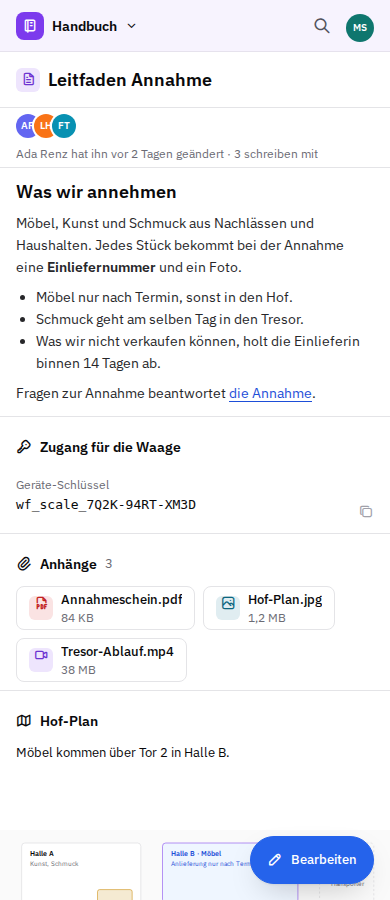 Handbuch
MS
Leitfaden Annahme
AR LH FT
Ada Renz hat ihn vor 2 Tagen geändert · 3 schreiben mit
Was wir annehmen
Möbel, Kunst und Schmuck aus Nachlässen und
Haushalten. Jedes Stück bekommt bei der Annahme
eine Einliefernummer und ein Foto.
• Möbel nur nach Termin, sonst in den Hof.
• Schmuck geht am selben Tag in den Tresor.
• Was wir nicht verkaufen können, holt die Einlieferin
binnen 14 Tagen ab.
Fragen zur Annahme beantwortet die Annahme.
Zugang für die Waage
Geräte-Schlüssel
wf_scale_7Q2K-94RT-XM3D
Anhänge 3
PDF
Annahmeschein.pdf
84 KB
Hof-Plan.jpg
1,2 MB
Tresor-Ablauf.mp4
38 MB
Hof-Plan
Möbel kommen über Tor 2 in Halle B.
Halle A
Kunst, Schmuck
Halle B · Möbel
Anlieferung nur nach
Bearbeiten